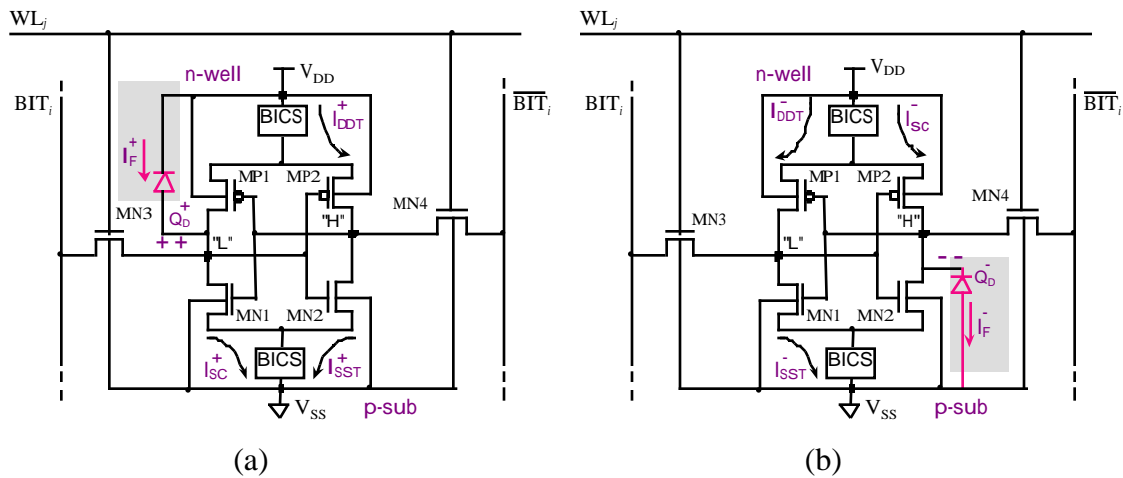 WLj
n-well
VDD
BITi
BITi
BICS
I+DDT
I+F
MP1
MP2
MN3
Q+D
"H"
MN4
+ +
"L"
MN1
MN2
I+SC
BICS
I+SST
VSS
p-sub
(a)
WLj
n-well
VDD
BITi
BITi
I-DDT
BICS
I-sc
MP1
MP2
MN3
"H"
MN4
"L"
- -
Q-D
MN1
MN2
I-F
I-SST
BICS
VSS
p-sub
(b)